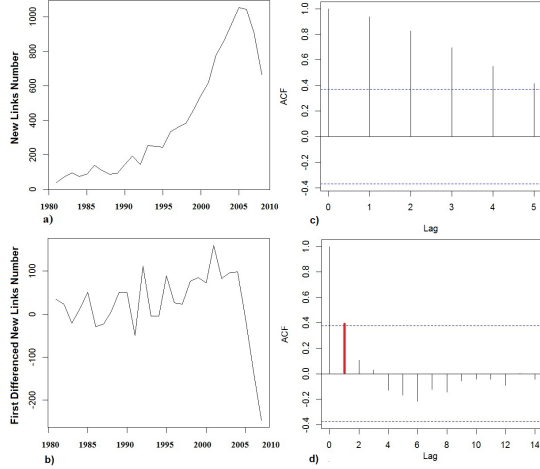 New Links Number
1000
800
600
400
200
0
1980 1985 1990 1995 2000 2005 2010
a)
ACF
1.0
0.8
0.6
0.4
0.2
0.0
-0.2
-0.4
0 1 2 3 4 5
Lag
c)
First Differenced New Links Number
100
0
-100
-200
1980 1985 1990 1995 2000 2005 2010
b)
ACF
1.0
0.8
0.6
0.4
0.2
0.0
-0.2
-0.4
0 2 4 6 8 10 12 14
Lag
d)